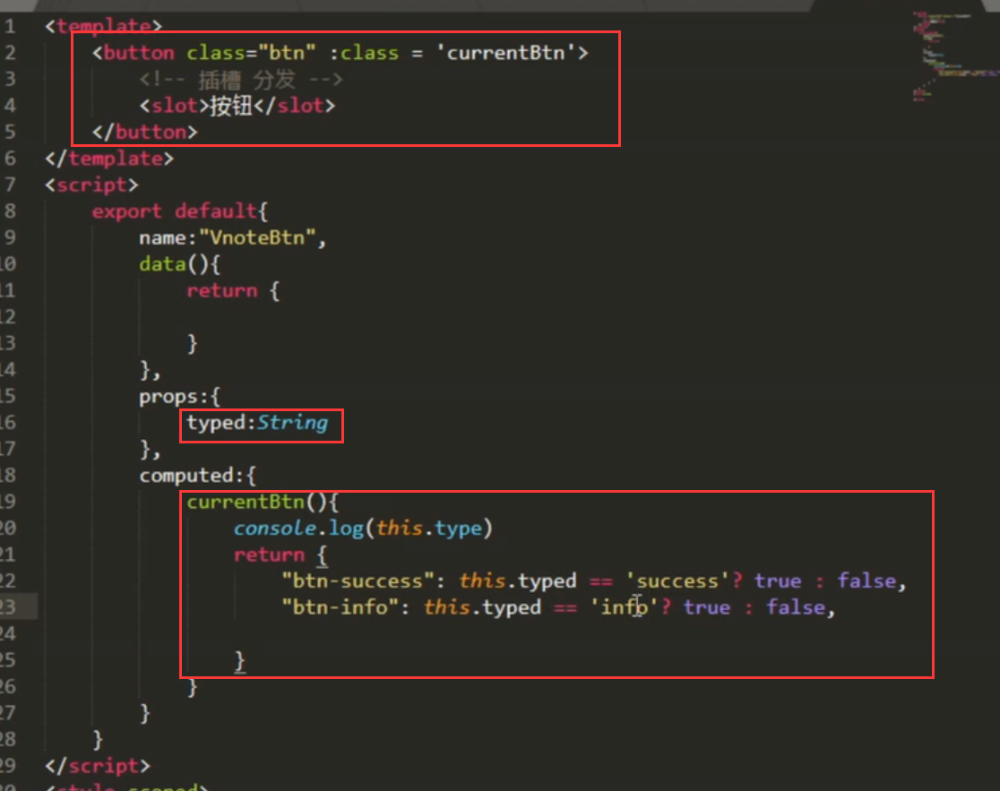 1 <template>
2 <button class="btn" :class = 'currentBtn'>
3 <!-- 插槽 分发 -->
4 <slot>按钮</slot>
5 </button>
6 </template>
7 <script>
8 export default{
9 name:"VnoteBtn",
10 data(){
11 return {
12
13 }
14 },
15 props:{
16 typed:String
17 },
18 computed:{
19 currentBtn(){
20 console.log(this.type)
21 return {
22 "btn-success": this.typed == 'success'? true : false,
23 "btn-info": this.typed == 'info'? true : false,
24
25 }
26 }
27 }
28 }
29 </script>
30 <style scoped>